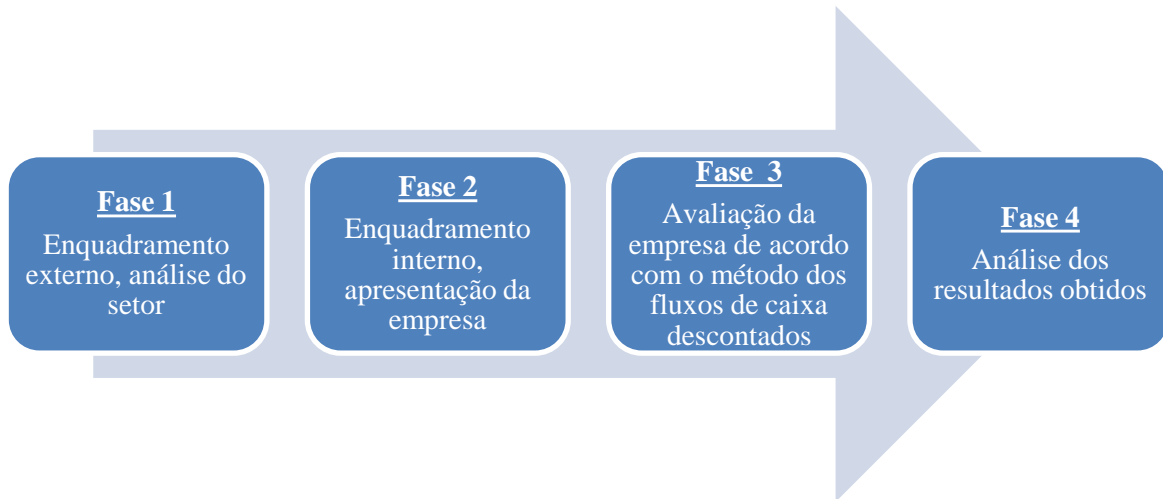 Fase 1
Enquadramento
externo, análise do
setor
Fase 2
Enquadramento
interno,
apresentação da
empresa
Fase 3
Avaliação da
empresa de acordo
com o método dos
fluxos de caixa
descontados
Fase 4
Análise dos
resultados obtidos